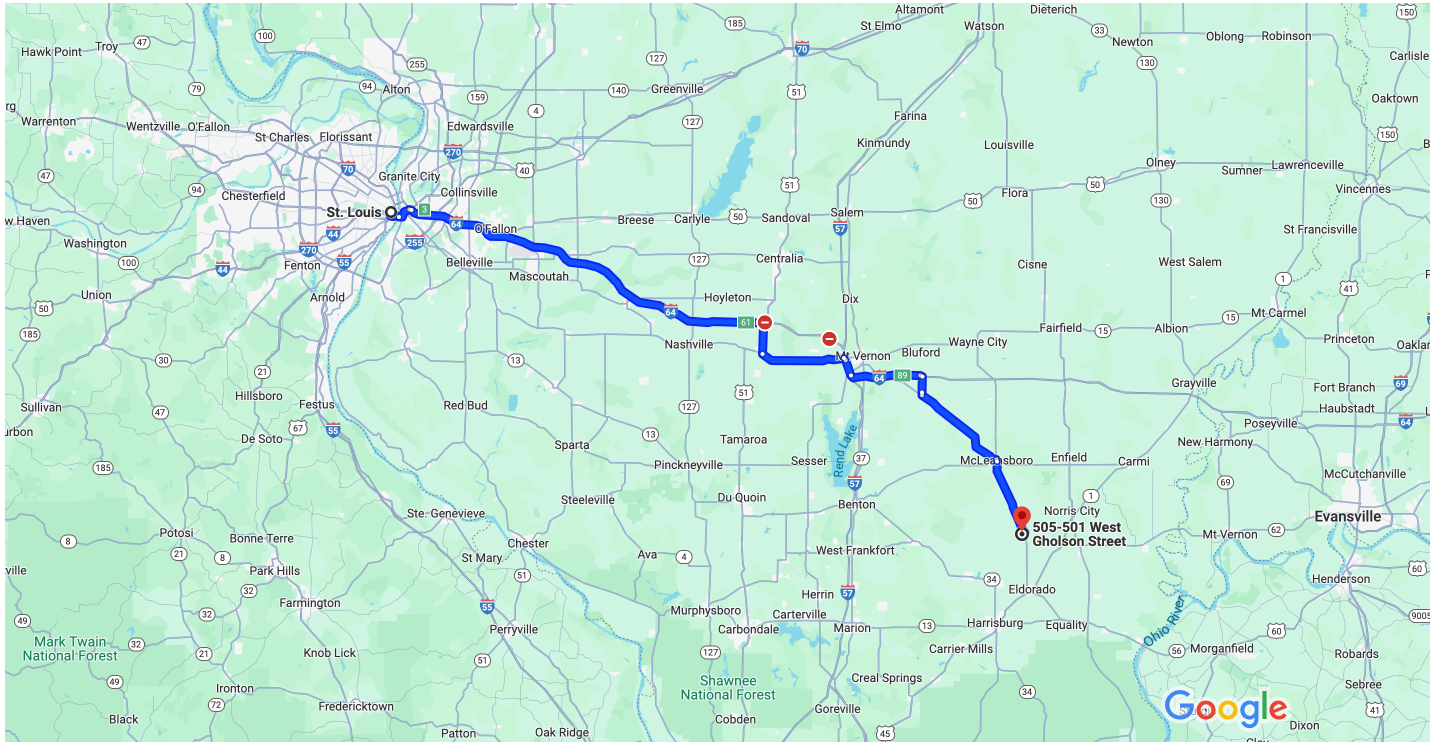 Altamont
Dieterich
150
185
St Elmo
Watson
33
Newton
Oblong
Robinson
Hawk Point
Troy
47
100
70
130
Carlisle
255
Alton
94
79
159
140
Greenville
51
Oaktown
Warrenton
Wentzville
O'Fallon
4
127
Farina
130
150
St Charles
Florissant
Edwardsville
Kinmundy
Louisville
70
270
40
Olney
Sumner
Lawrenceville
47
Granite City
Collinsville
51
Flora
50
50
Vincennes
94
Chesterfield
St. Louis
3
64
Breese
Carlyle
50
Sandoval
Salem
50
57
St Francisville
O'Fallon
44
255
Washington
100
270
55
Belleville
127
Centralia
Cisne
West Salem
Fenton
44
Mascoutah
1
41
Union
Arnold
Hoyleton
Dix
50
64
61
Mt Carmel
185
Fairfield
15
Albion
15
Nashville
Mt Vernon
Bluford
Wayne City
Princeton
30
13
64
89
21
Grayville
Fort Branch
69
Hillsboro
51
Sullivan
47
Festus
Red Bud
127
Haubstadt
67
55
Poseyville
64
De Soto
Sparta
13
Tamaroa
Rend Lake
New Harmony
185
Pinckneyville
Sesser
37
McLeansboro
Enfield
Carmi
McCutchanville
57
69
Steeleville
Du Quoin
Benton
1
Norris City
Ste. Genevieve
Evansville
505-501 West
Gholson Street
Potosi
8
21
8
Bonne Terre
Chester
Mt Vernon
62
St Mary
Ava
4
West Frankfort
60
Park Hills
51
34
Eldorado
Henderson
32
Farmington
55
Murphysboro
Herrin
57
Carterville
9005
49
32
Perryville
Carbondale
Marion
13
Harrisburg
Equality
Ohio River
60
Mark Twain
National Forest
32
21
Knob Lick
51
127
Carrier Mills
56
Morganfield
Robards
49
Ironton
Shawnee
National Forest
Creal Springs
34
Sebree
72
Fredericktown
Goreville
Google
41
Black
Patton
Oak Ridge
Cobden
45
Dixon